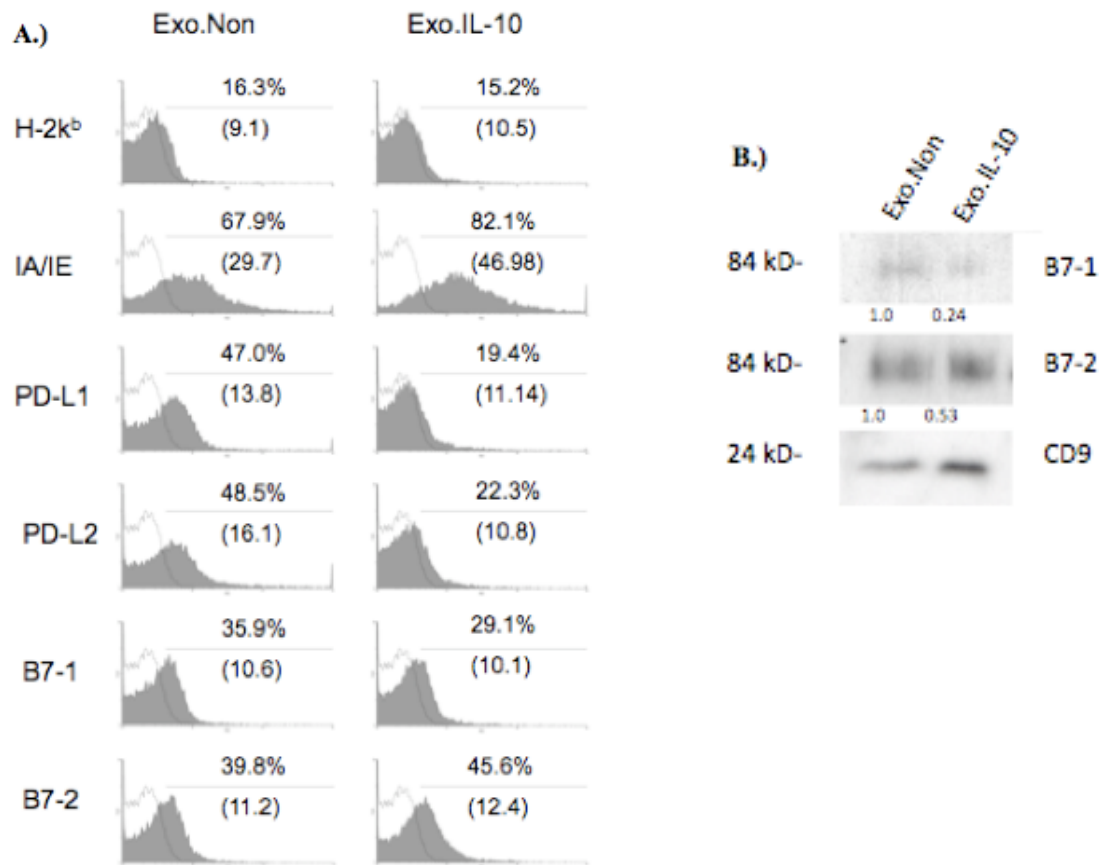 A.)
Exo.Non Exo.IL-10
H-2kᵇ 16.3% 15.2%
(9.1) (10.5)
IA/IE 67.9% 82.1%
(29.7) (46.98)
PD-L1 47.0% 19.4%
(13.8) (11.14)
PD-L2 48.5% 22.3%
(16.1) (10.8)
B7-1 35.9% 29.1%
(10.6) (10.1)
B7-2 39.8% 45.6%
(11.2) (12.4)
B.)
Exo.Non Exo.IL-10
84 kD- B7-1
1.0 0.24
84 kD- B7-2
1.0 0.53
24 kD- CD9